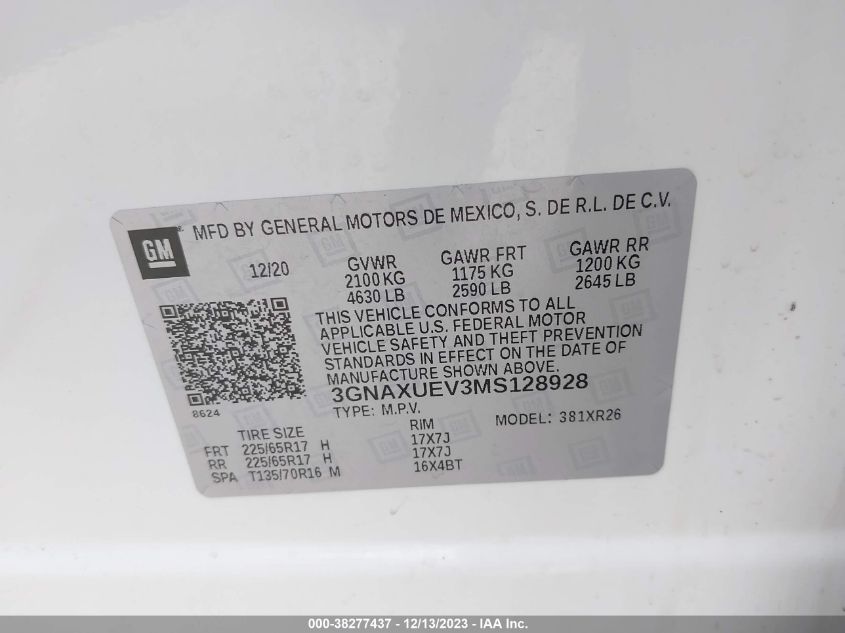 GM
MFD BY GENERAL MOTORS DE MEXICO, S. DE R.L. DE C.V.
12/20 GVWR GAWR FRT GAWR RR
2100 KG 1175 KG 1200 KG
4630 LB 2590 LB 2645 LB
THIS VEHICLE CONFORMS TO ALL
APPLICABLE U.S. FEDERAL MOTOR
VEHICLE SAFETY AND THEFT PREVENTION
STANDARDS IN EFFECT ON THE DATE OF
MANUFACTURE SHOWN ABOVE.
3GNAXUEV3MS128928
8624
TYPE: M.P.V. MODEL: 381XR26
TIRE SIZE RIM
FRT 225/65R17 H 17X7J
RR 225/65R17 H 17X7J
SPA T135/70R16 M 16X4BT
000-38277437 - 12/13/2023 - IAA Inc.